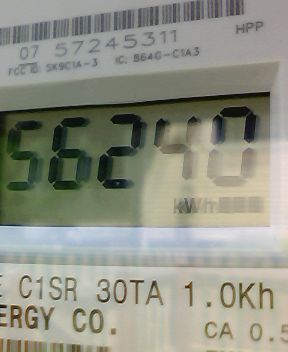 07 57245311
HPP
FCC ID: SK9C1A-3 IC: 864G-C1A3
56240
kWh
E C1SR 30TA 1.0Kh
ERGY CO.
CA 0.5